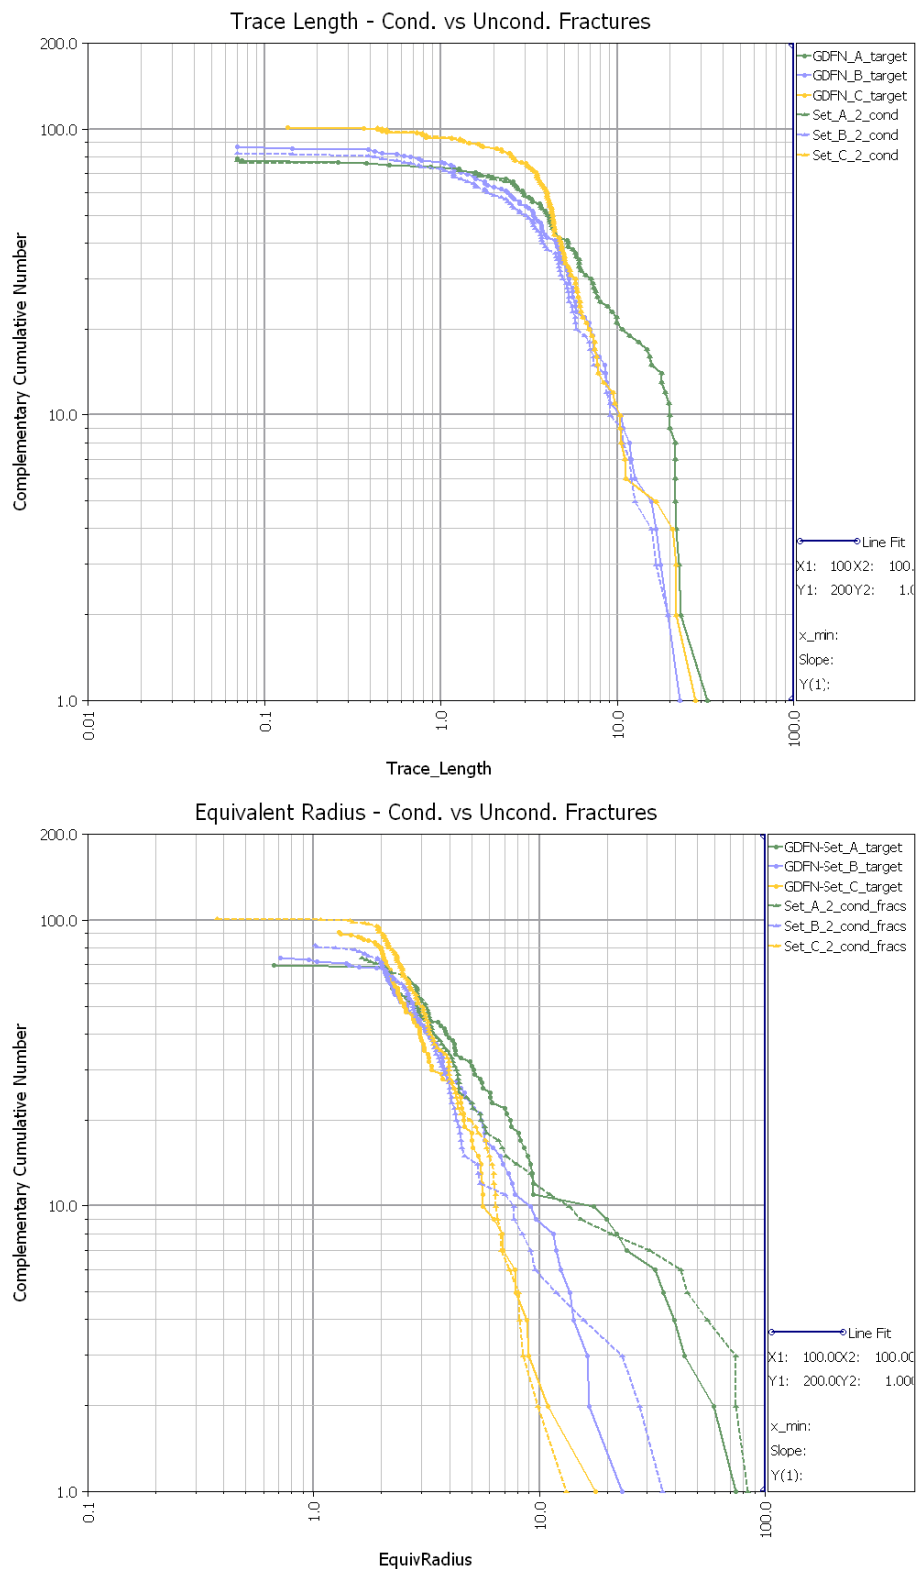 Trace Length - Cond. vs Uncond. Fractures
200.0
100.0
10.0
1.0
Complementary Cumulative Number
0.01
0.1
1.0
10.0
100.0
Trace_Length
GDFN_A_target
GDFN_B_target
GDFN_C_target
Set_A_2_cond
Set_B_2_cond
Set_C_2_cond
Line Fit
X1: 100 X2: 100.
Y1: 200 Y2: 1.0
x_min:
Slope:
Y(1):
Equivalent Radius - Cond. vs Uncond. Fractures
200.0
100.0
10.0
1.0
Complementary Cumulative Number
0.1
1.0
10.0
100.0
EquivRadius
GDFN-Set_A_target
GDFN-Set_B_target
GDFN-Set_C_target
Set_A_2_cond_fracs
Set_B_2_cond_fracs
Set_C_2_cond_fracs
Line Fit
X1: 100.00 X2: 100.00
Y1: 200.00 Y2: 1.000
x_min:
Slope:
Y(1):